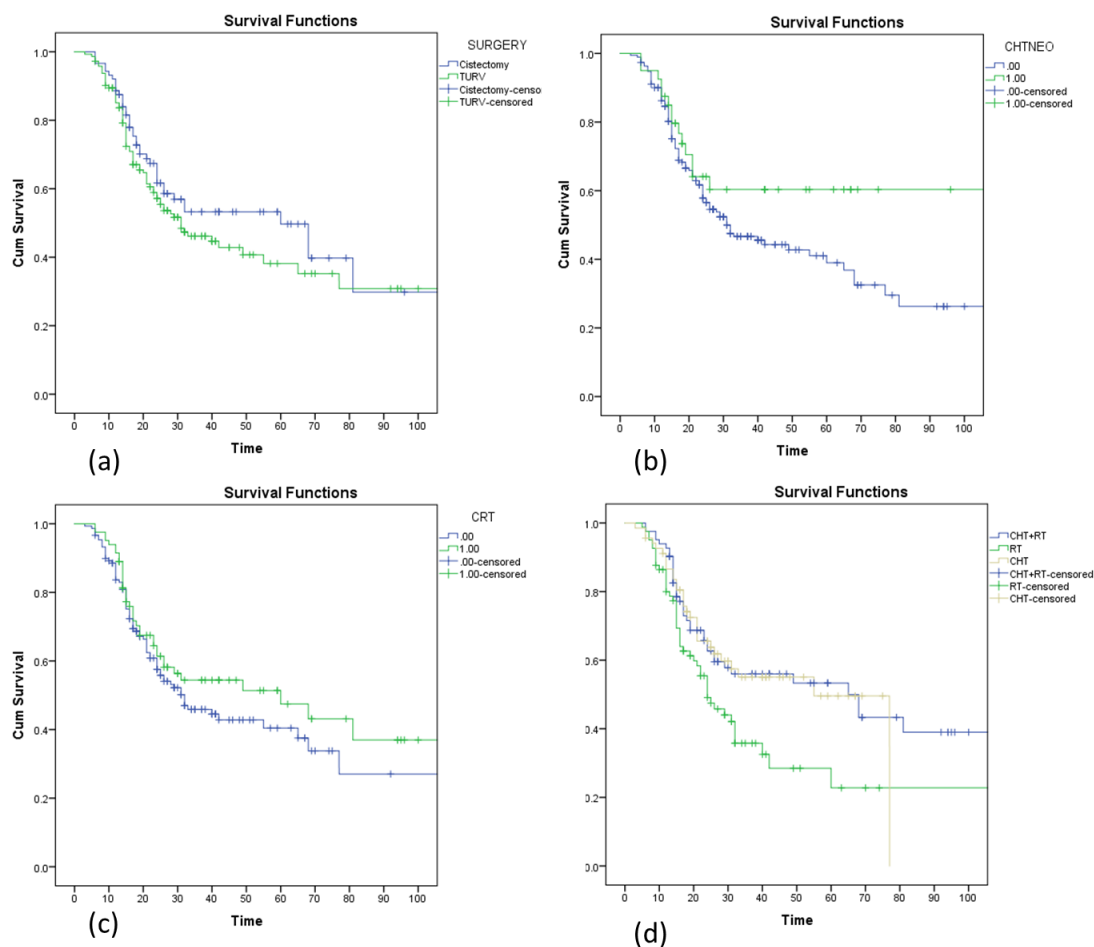 Survival Functions
SURGERY
Cistectomy
TURV
Cistectomy-censo
TURV-censored
Cum Survival
1.0
0.8
0.6
0.4
0.2
0.0
0 10 20 30 40 50 60 70 80 90 100
Time
(a)
Survival Functions
CHTNEO
.00
1.00
.00-censored
1.00-censored
Cum Survival
1.0
0.8
0.6
0.4
0.2
0.0
0 10 20 30 40 50 60 70 80 90 100
Time
(b)
Survival Functions
CRT
.00
1.00
.00-censored
1.00-censored
Cum Survival
1.0
0.8
0.6
0.4
0.2
0.0
0 10 20 30 40 50 60 70 80 90 100
Time
(c)
Survival Functions
CHT+RT
RT
CHT
CHT+RT-censored
RT-censored
CHT-censored
Cum Survival
1.0
0.8
0.6
0.4
0.2
0.0
0 10 20 30 40 50 60 70 80 90 100
Time
(d)